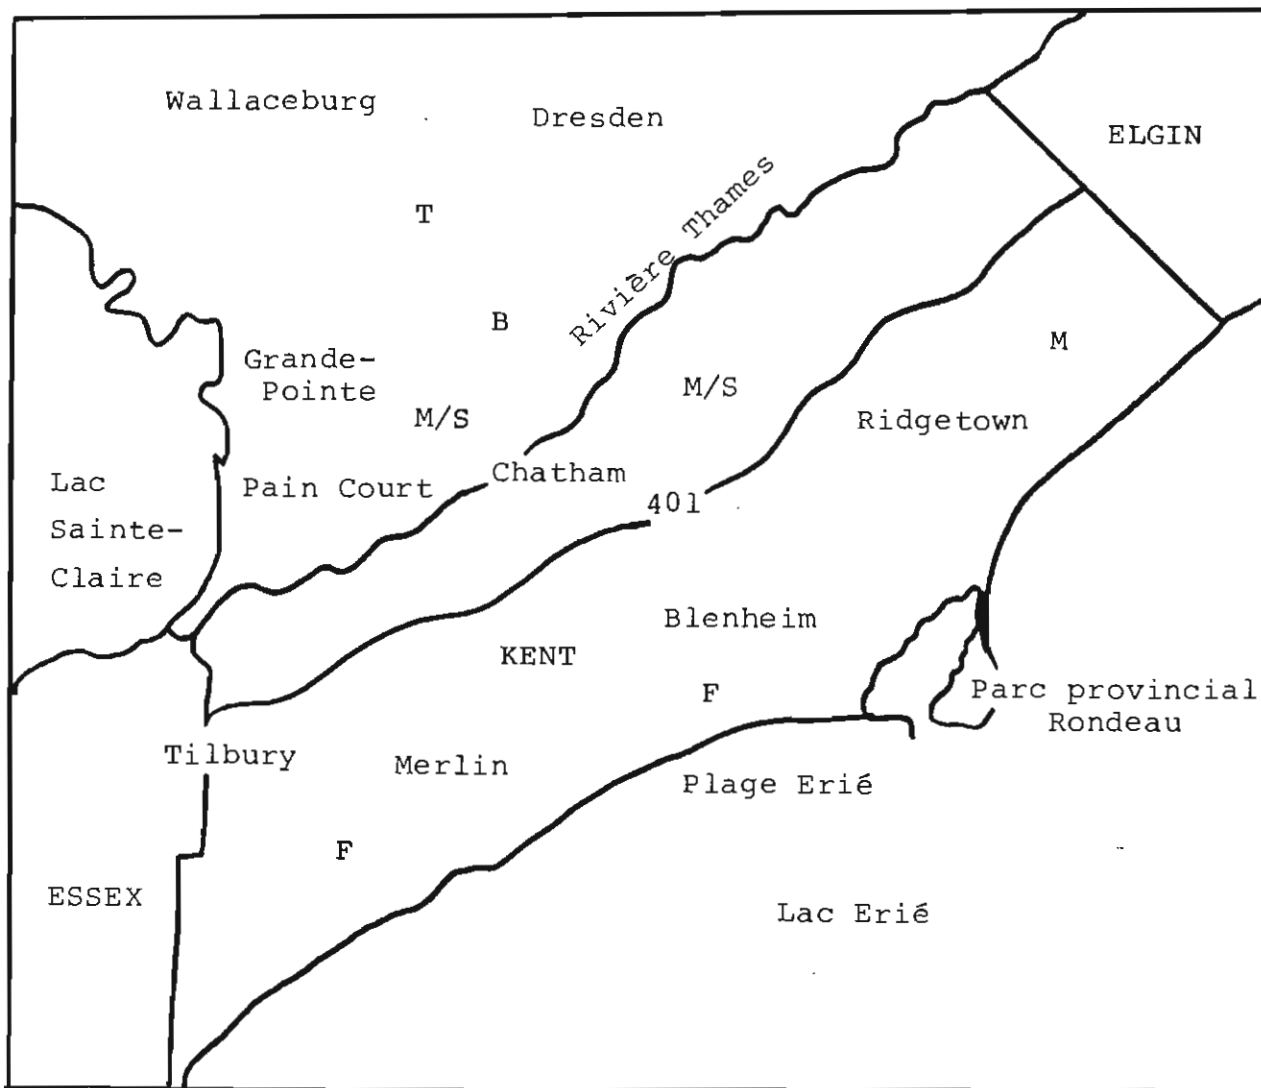 Wallaceburg
Dresden
ELGIN
T
Rivière Thames
B
M
Grande-
Pointe
M/S
M/S
Ridgetown
Lac
Sainte-
Claire
Pain Court
Chatham
401
Blenheim
KENT
F
Parc provincial
Rondeau
Tilbury
Merlin
Plage Erié
F
ESSEX
Lac Erié